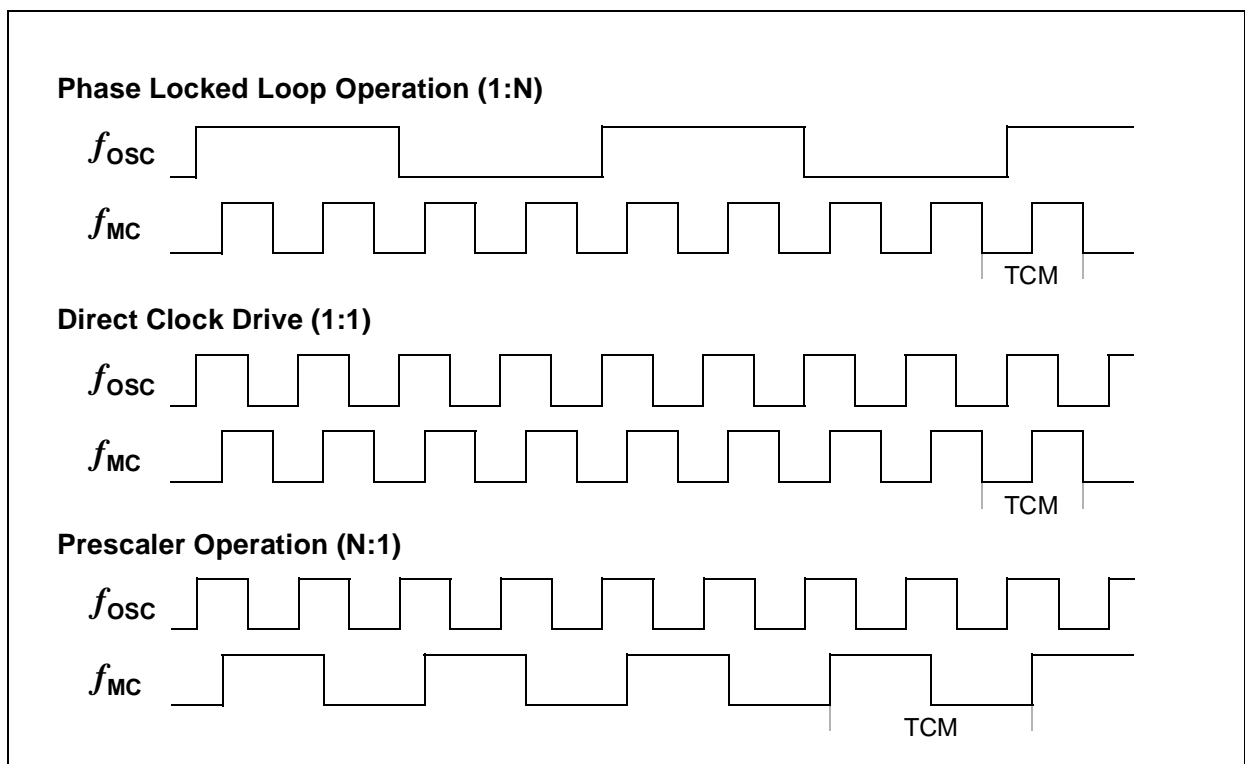 Phase Locked Loop Operation (1:N)
fOSC
fMC
TCM
Direct Clock Drive (1:1)
fOSC
fMC
TCM
Prescaler Operation (N:1)
fOSC
fMC
TCM